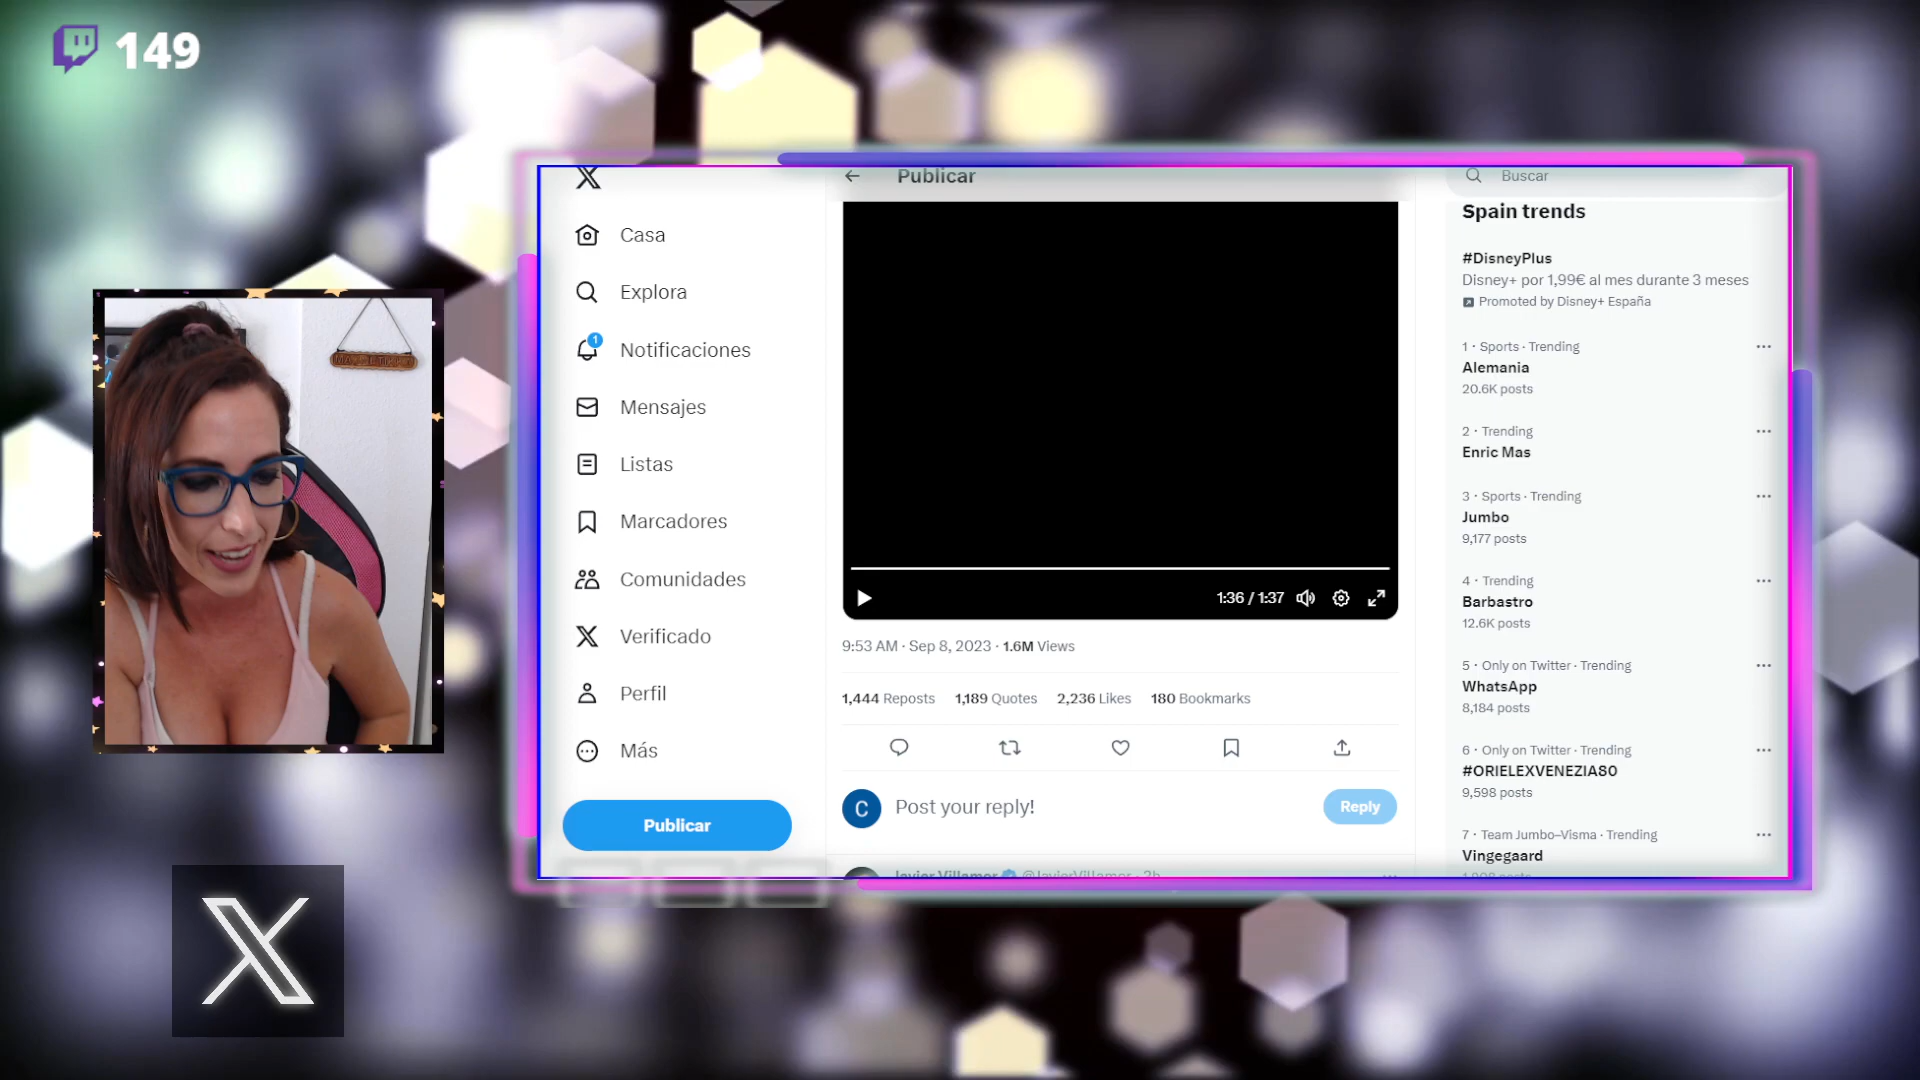 149
Publicar
Buscar
Casa
Explora
1
Notificaciones
Mensajes
Listas
Marcadores
Comunidades
Verificado
Perfil
Más
Publicar
1:36 / 1:37
9:53 AM · Sep 8, 2023 · 1.6M Views
1,444 Reposts 1,189 Quotes 2,236 Likes 180 Bookmarks
C
Post your reply!
Reply
Javier Villamor @JavierVillamor · 2h
Spain trends
#DisneyPlus
Disney+ por 1,99€ al mes durante 3 meses
Promoted by Disney+ España
1 · Sports · Trending
Alemania
20.6K posts
2 · Trending
Enric Mas
3 · Sports · Trending
Jumbo
9,177 posts
4 · Trending
Barbastro
12.6K posts
5 · Only on Twitter · Trending
WhatsApp
8,184 posts
6 · Only on Twitter · Trending
#ORIELEXVENEZIA80
9,598 posts
7 · Team Jumbo–Visma · Trending
Vingegaard